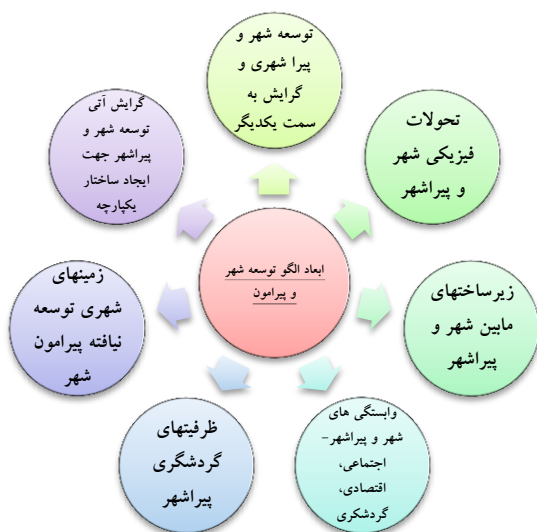 توسعه شهر و
پیرا شهری و
گرایش به
سمت یکدیگر
تحولات
فیزیکی شهر
و پیراشهر
زیرساختهای
مابین شهر و
پیراشهر
وابستگی های
شهر و پیراشهر-
اجتماعی،
اقتصادی،
گردشکری
ظرفیتهای
گردشگری
پیراشهر
زمینهای
شهری توسعه
نیافته پیرامون
شهر
گرایش آتی
توسعه شهر و
پیراشهر جهت
ایجاد ساختار
یکپارچه
ابعاد الگو توسعه شهر
و پیرامون